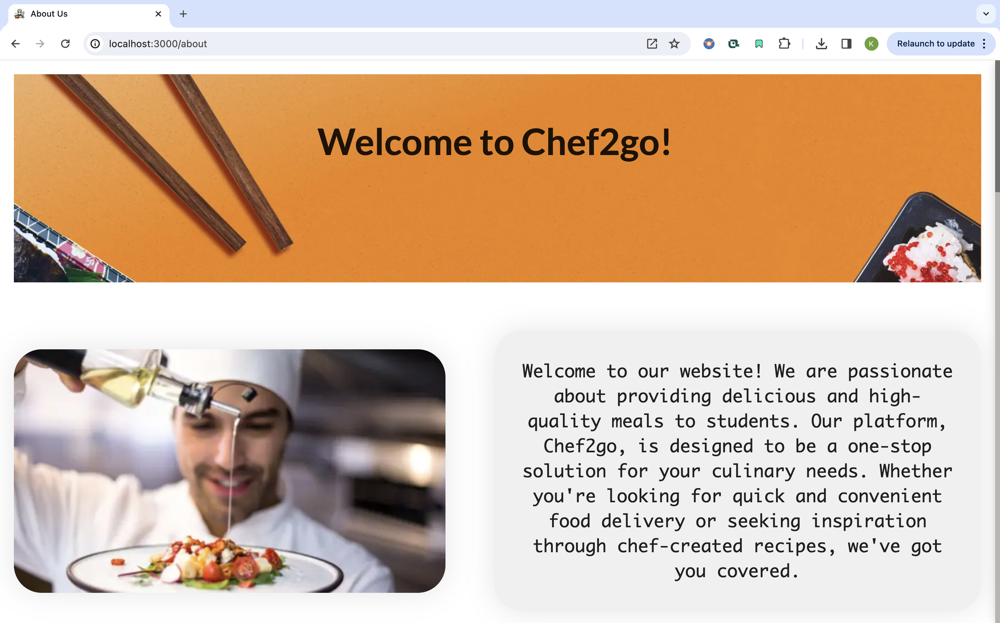 About Us
localhost:3000/about
K
Relaunch to update
Welcome to Chef2go!
Welcome to our website! We are passionate
about providing delicious and high-
quality meals to students. Our platform,
Chef2go, is designed to be a one-stop
solution for your culinary needs. Whether
you're looking for quick and convenient
food delivery or seeking inspiration
through chef-created recipes, we've got
you covered.